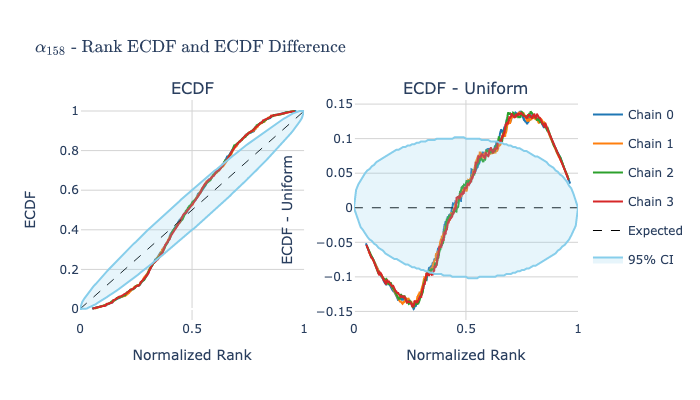 α₁₅₈ - Rank ECDF and ECDF Difference
ECDF
ECDF - Uniform
1
0.8
0.6
0.4
0.2
0
0
0.5
1
ECDF
Normalized Rank
0.15
0.1
0.05
0
−0.05
−0.1
−0.15
0
0.5
1
ECDF - Uniform
Normalized Rank
Chain 0
Chain 1
Chain 2
Chain 3
Expected
95% CI